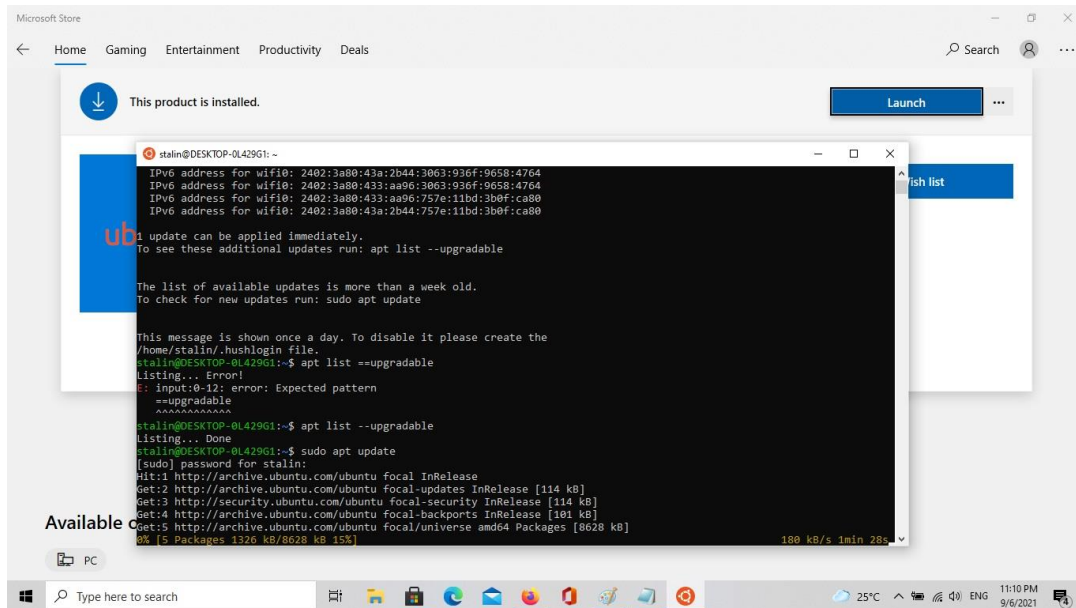 Microsoft Store
Home Gaming Entertainment Productivity Deals Search
This product is installed.
Launch
ish list
ub
stalin@DESKTOP-0L429G1: ~
IPv6 address for wifi0: 2402:3a80:43a:2b44:3063:936f:9658:4764
IPv6 address for wifi0: 2402:3a80:433:aa96:3063:936f:9658:4764
IPv6 address for wifi0: 2402:3a80:433:aa96:757e:11bd:3b0f:ca80
IPv6 address for wifi0: 2402:3a80:43a:2b44:757e:11bd:3b0f:ca80
1 update can be applied immediately.
To see these additional updates run: apt list --upgradable
The list of available updates is more than a week old.
To check for new updates run: sudo apt update
This message is shown once a day. To disable it please create the
/home/stalin/.hushlogin file.
stalin@DESKTOP-0L429G1:~$ apt list ==upgradable
Listing... Error!
E: input:0-12: error: Expected pattern
==upgradable
^^^^^^^^^^^^
stalin@DESKTOP-0L429G1:~$ apt list --upgradable
Listing... Done
stalin@DESKTOP-0L429G1:~$ sudo apt update
[sudo] password for stalin:
Hit:1 http://archive.ubuntu.com/ubuntu focal InRelease
Get:2 http://archive.ubuntu.com/ubuntu focal-updates InRelease [114 kB]
Get:3 http://security.ubuntu.com/ubuntu focal-security InRelease [114 kB]
Get:4 http://archive.ubuntu.com/ubuntu focal-backports InRelease [101 kB]
Get:5 http://archive.ubuntu.com/ubuntu focal/universe amd64 Packages [8628 kB]
0% [5 Packages 1326 kB/8628 kB 15%] 180 kB/s 1min 28s
Available o
PC
Type here to search
25°C ENG
11:10 PM
9/6/2021
4